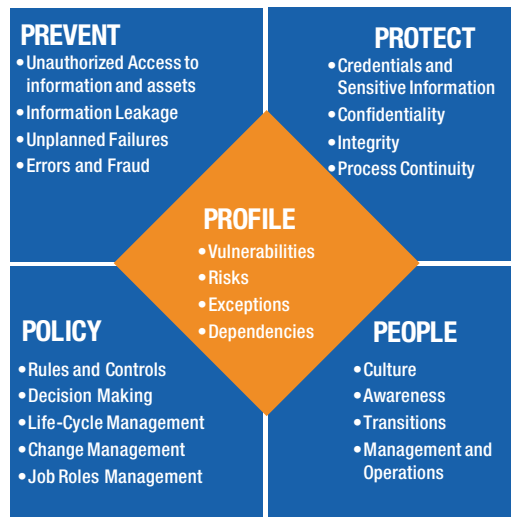 PREVENT
•Unauthorized Access to
information and assets
•Information Leakage
•Unplanned Failures
•Errors and Fraud
PROTECT
•Credentials and
Sensitive Information
•Confidentiality
•Integrity
•Process Continuity
PROFILE
•Vulnerabilities
•Risks
•Exceptions
•Dependencies
POLICY
•Rules and Controls
•Decision Making
•Life-Cycle Management
•Change Management
•Job Roles Management
PEOPLE
•Culture
•Awareness
•Transitions
•Management and
Operations